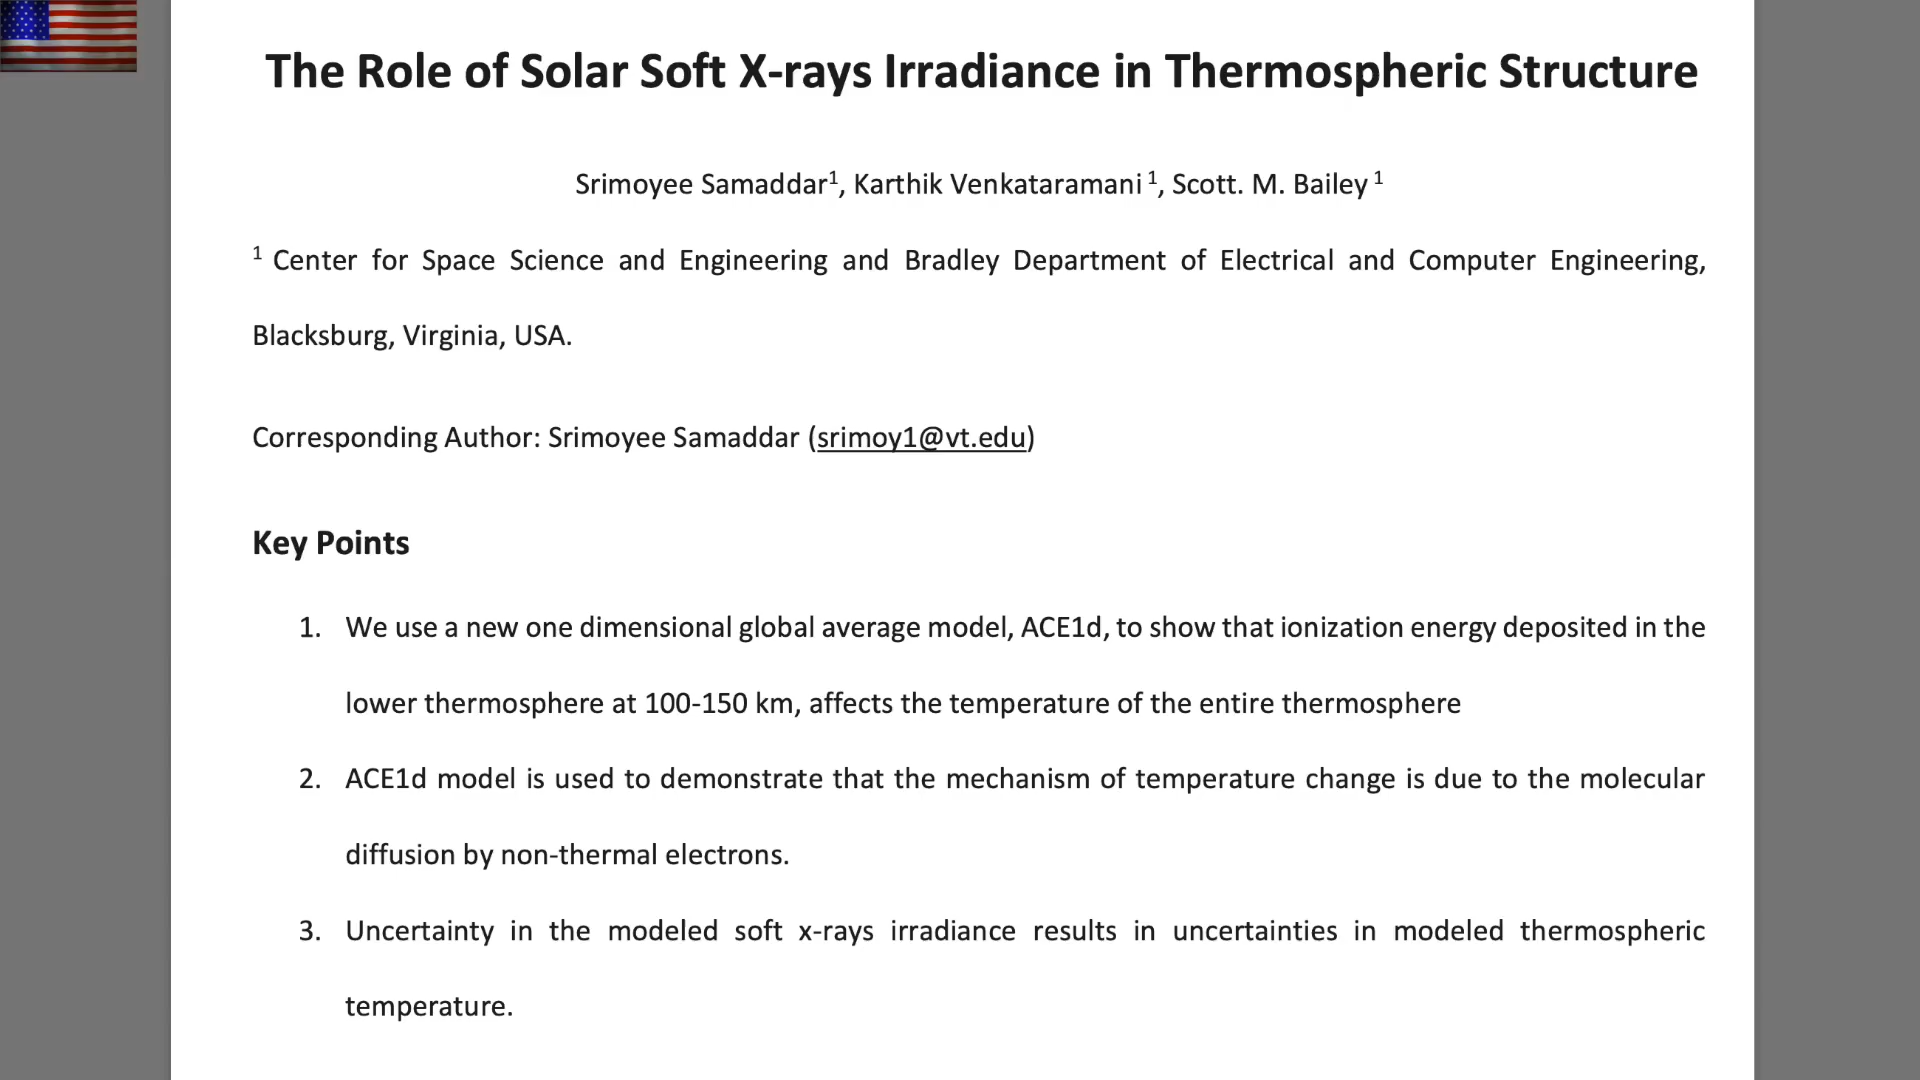 The Role of Solar Soft X-rays Irradiance in Thermospheric Structure
Srimoyee Samaddar1, Karthik Venkataramani 1, Scott. M. Bailey 1
1 Center for Space Science and Engineering and Bradley Department of Electrical and Computer Engineering,
Blacksburg, Virginia, USA.
Corresponding Author: Srimoyee Samaddar (srimoy1@vt.edu)
Key Points
1. We use a new one dimensional global average model, ACE1d, to show that ionization energy deposited in the
lower thermosphere at 100-150 km, affects the temperature of the entire thermosphere
2. ACE1d model is used to demonstrate that the mechanism of temperature change is due to the molecular
diffusion by non-thermal electrons.
3. Uncertainty in the modeled soft x-rays irradiance results in uncertainties in modeled thermospheric
temperature.